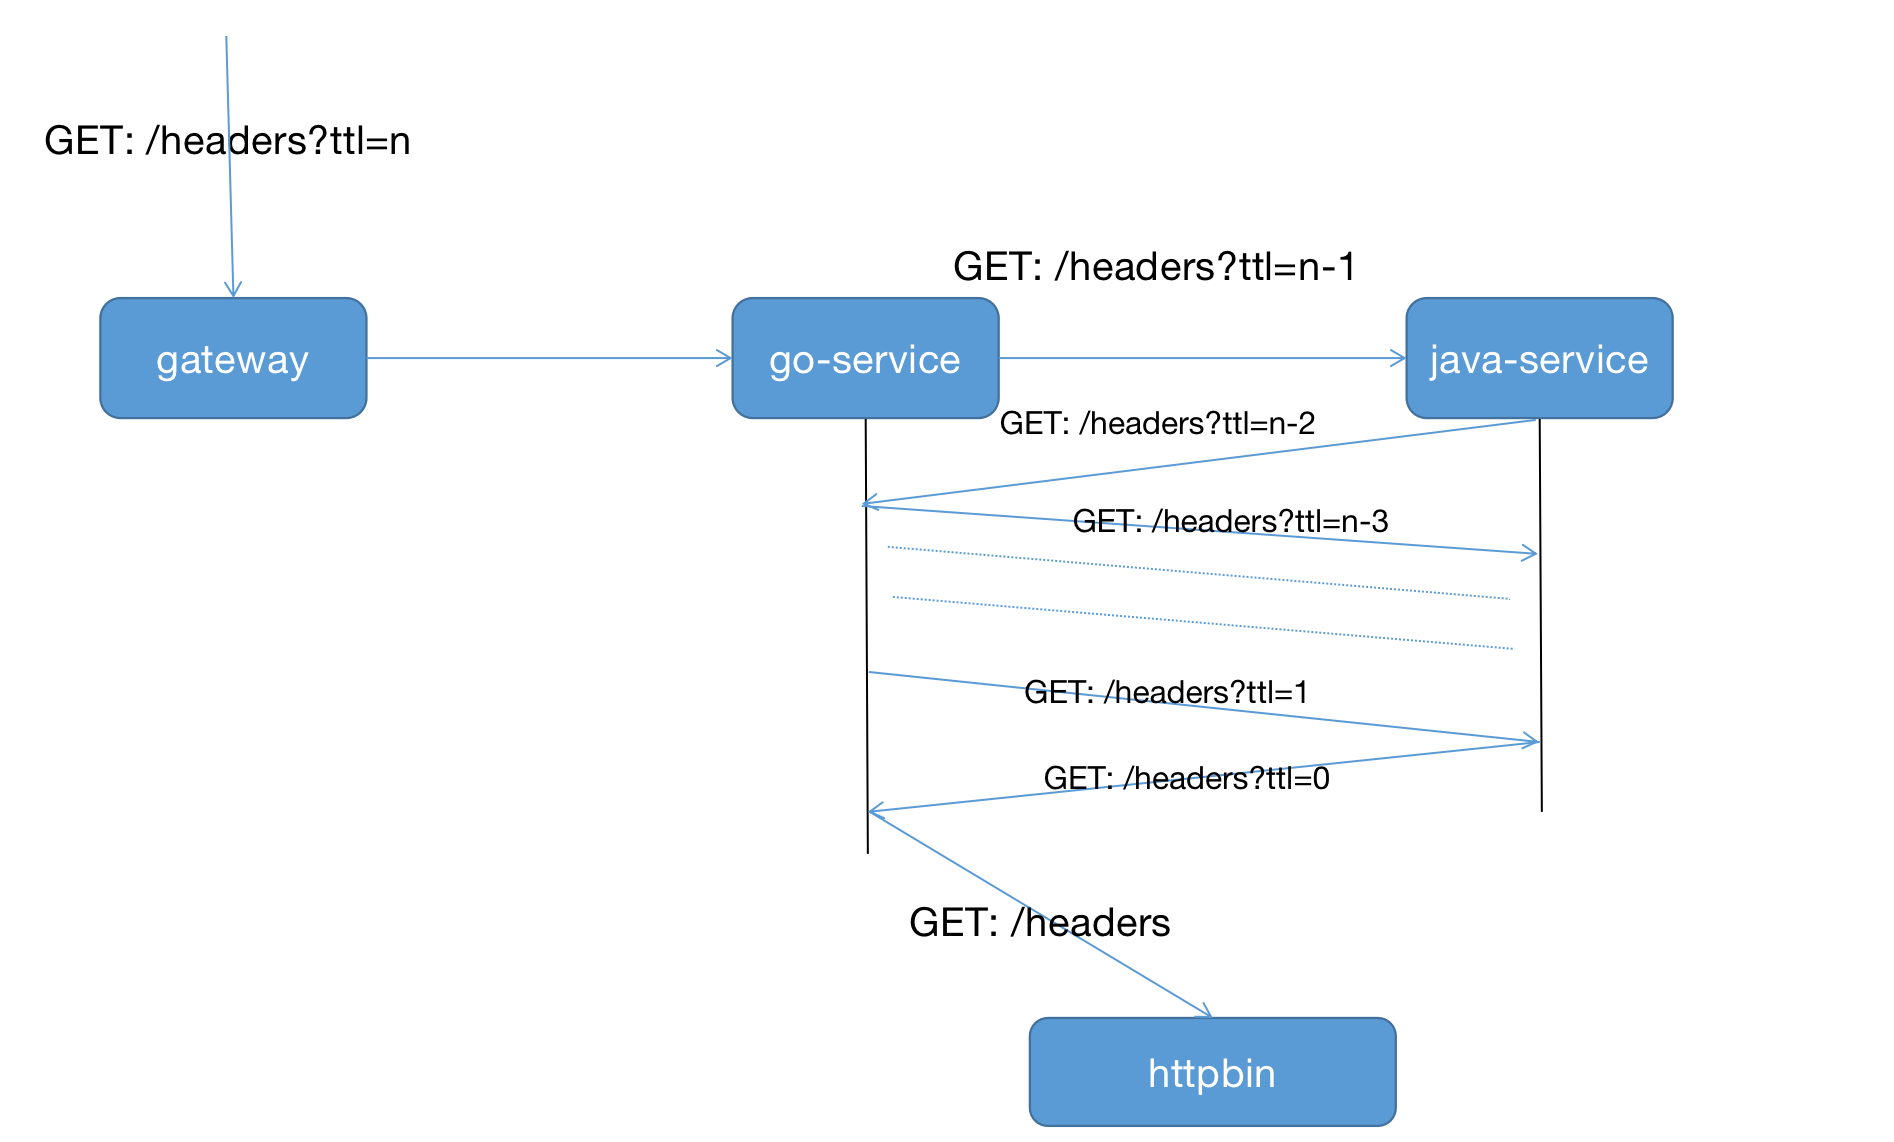 GET: /headers?ttl=n
GET: /headers?ttl=n-1
gateway
go-service
java-service
GET: /headers?ttl=n-2
GET: /headers?ttl=n-3
GET: /headers?ttl=1
GET: /headers?ttl=0
GET: /headers
httpbin